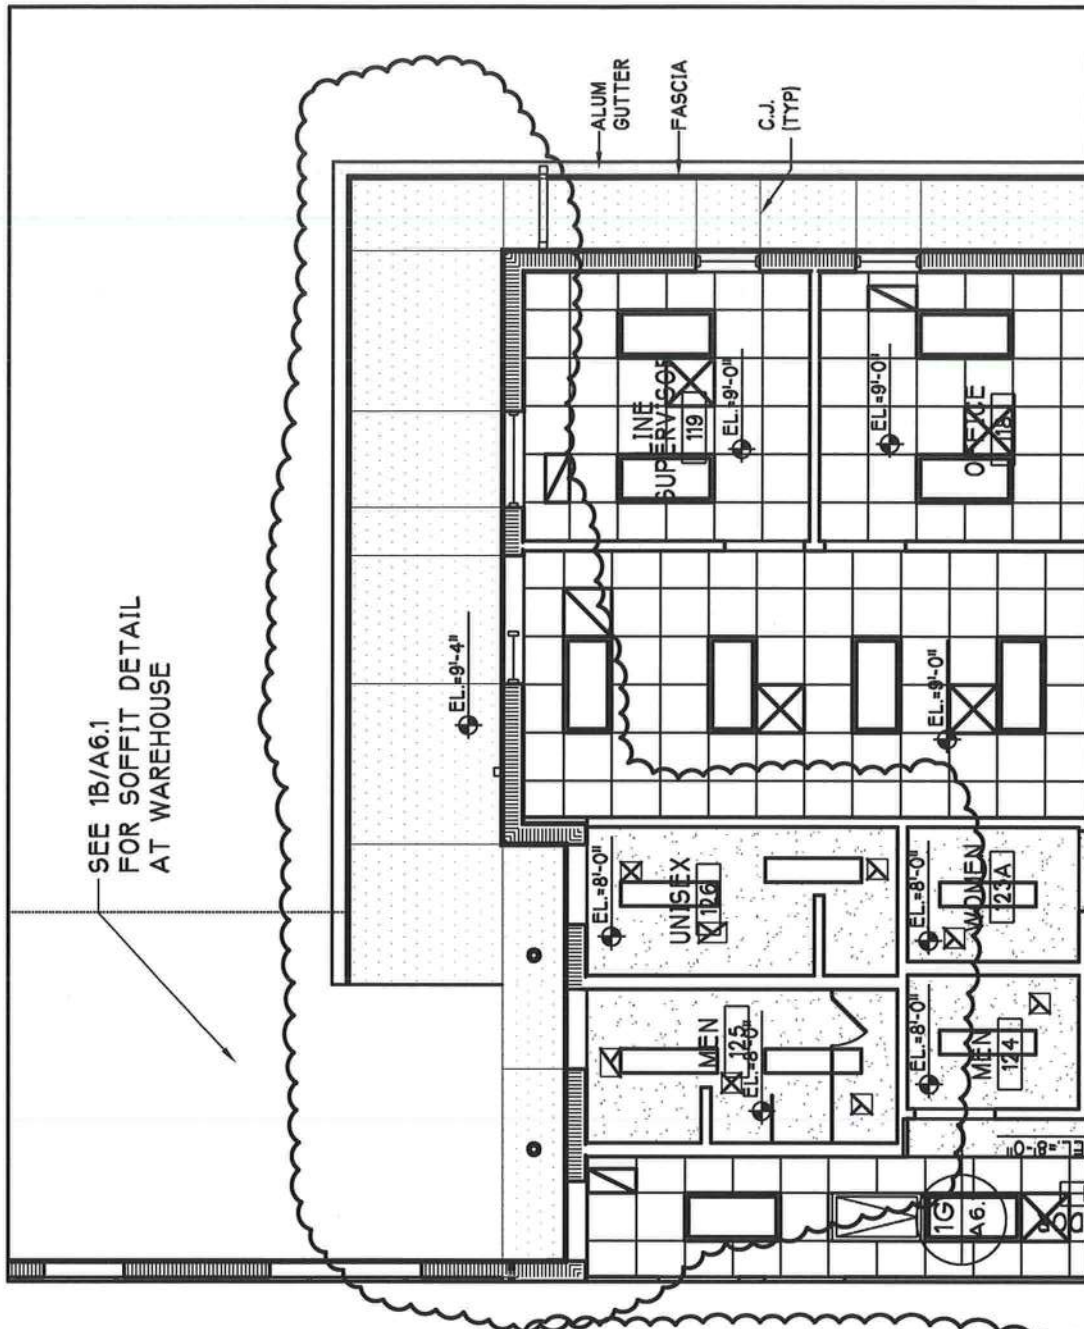 SEE 1B/A6.1
FOR SOFFIT DETAIL
AT WAREHOUSE
ALUM
GUTTER
FASCIA
C.J.
(TYP)
EL.=9'-4"
LINE
SUPERVISOR
119
EL.=9'-0"
EL.=9'-0"
OFFICE
118
EL.=9'-0"
EL.=8'-0"
UNISEX
126
EL.=8'-0"
WOMEN
123A
MEN
125
EL.=8'-0"
EL.=8'-0"
MEN
124
EL.=8'-0"
1G
A6.